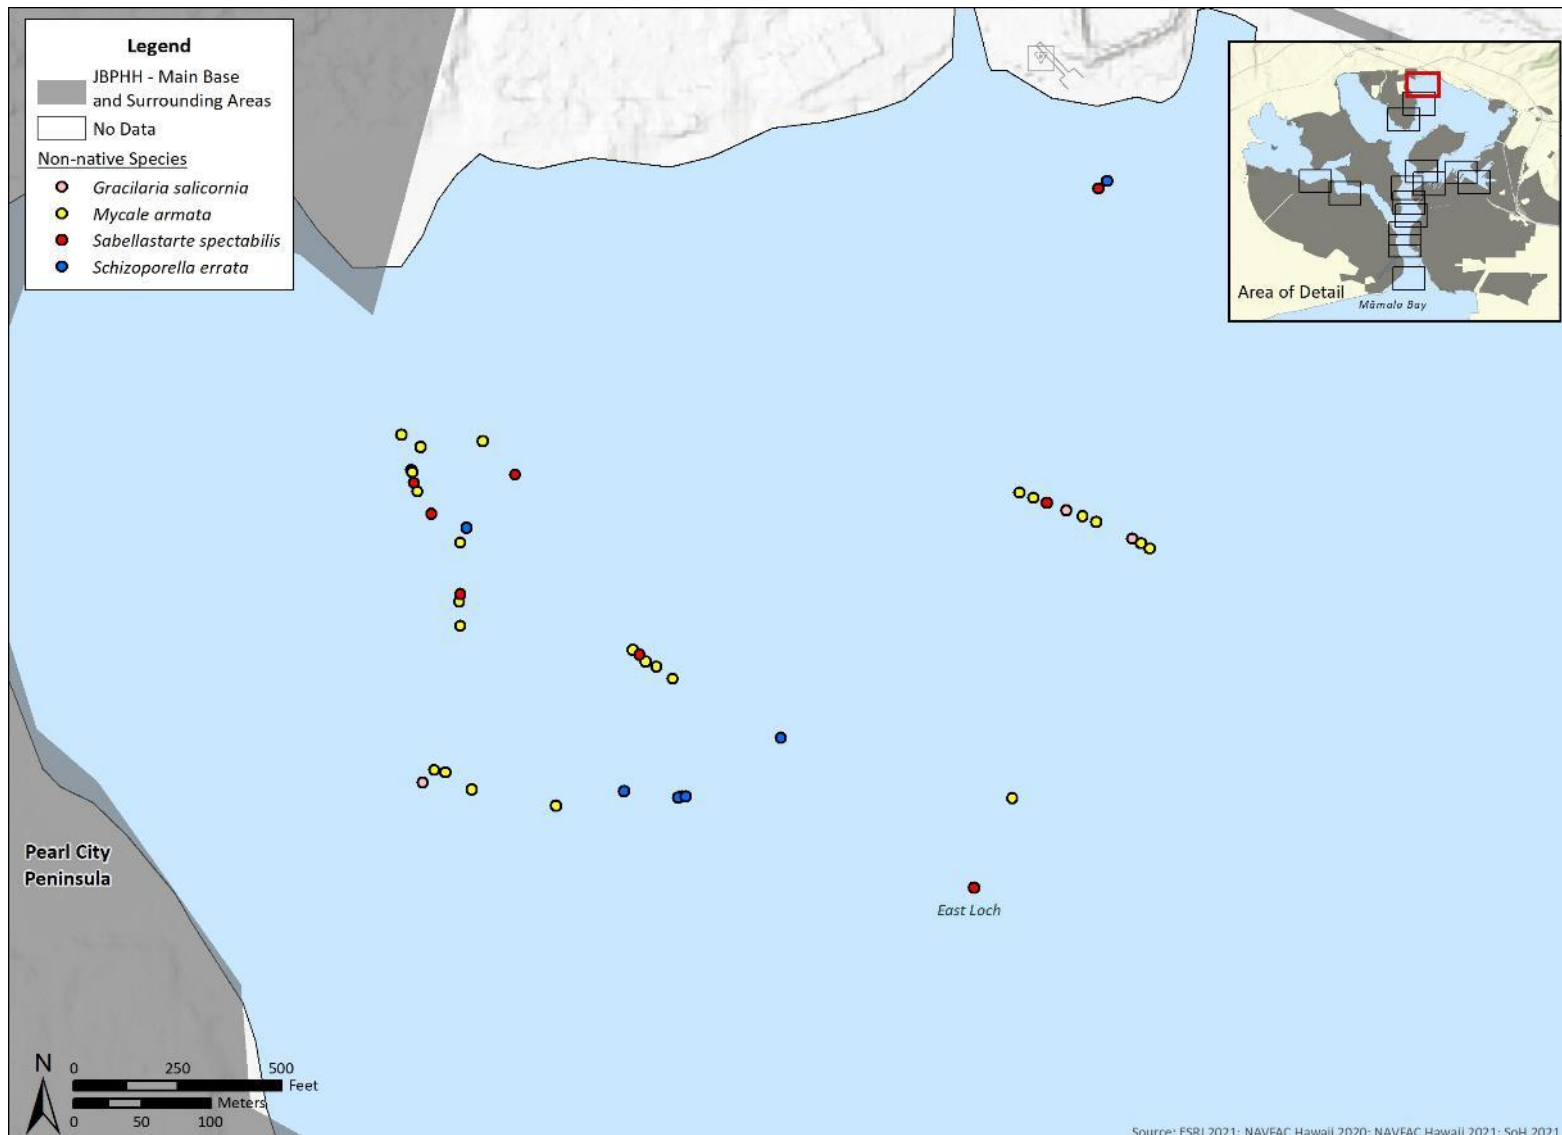 Legend
JBPHH - Main Base
and Surrounding Areas
No Data
Non-native Species
Gracilaria salicornia
Mycale armata
Sabellastarte spectabilis
Schizoporella errata
Area of Detail
Māmala Bay
Pearl City
Peninsula
East Loch
N
0 250 500
Feet
Meters
0 50 100
Source: ESRI 2021; NAVFAC Hawaii 2020; NAVFAC Hawaii 2021; SoH 2021